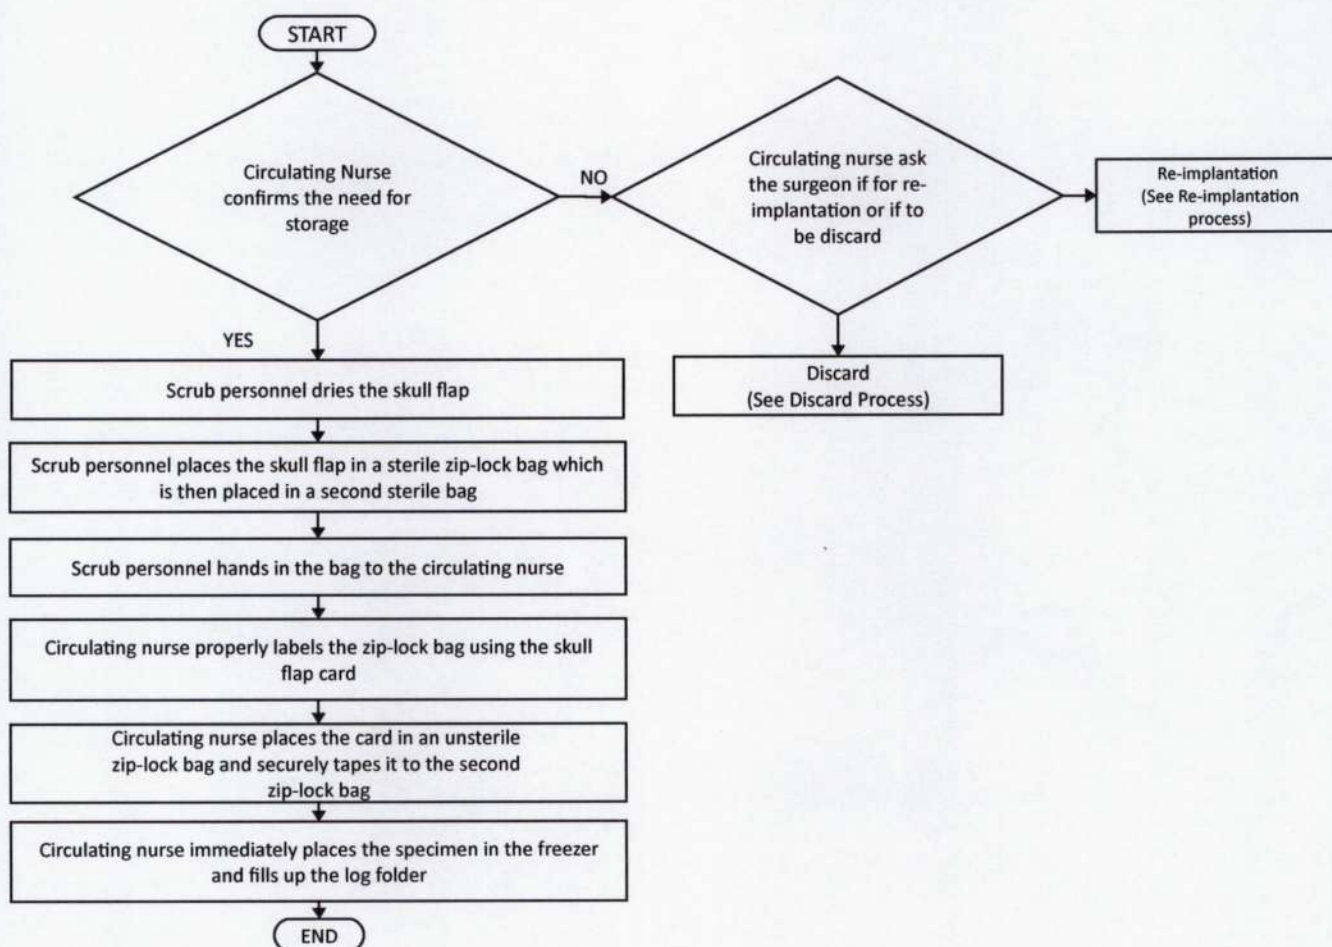 START
Circulating Nurse
confirms the need for
storage
NO
Circulating nurse ask
the surgeon if for re-
implantation or if to
be discard
Re-implantation
(See Re-implantation
process)
YES
Discard
(See Discard Process)
Scrub personnel dries the skull flap
Scrub personnel places the skull flap in a sterile zip-lock bag which
is then placed in a second sterile bag
Scrub personnel hands in the bag to the circulating nurse
Circulating nurse properly labels the zip-lock bag using the skull
flap card
Circulating nurse places the card in an unsterile
zip-lock bag and securely tapes it to the second
zip-lock bag
Circulating nurse immediately places the specimen in the freezer
and fills up the log folder
END